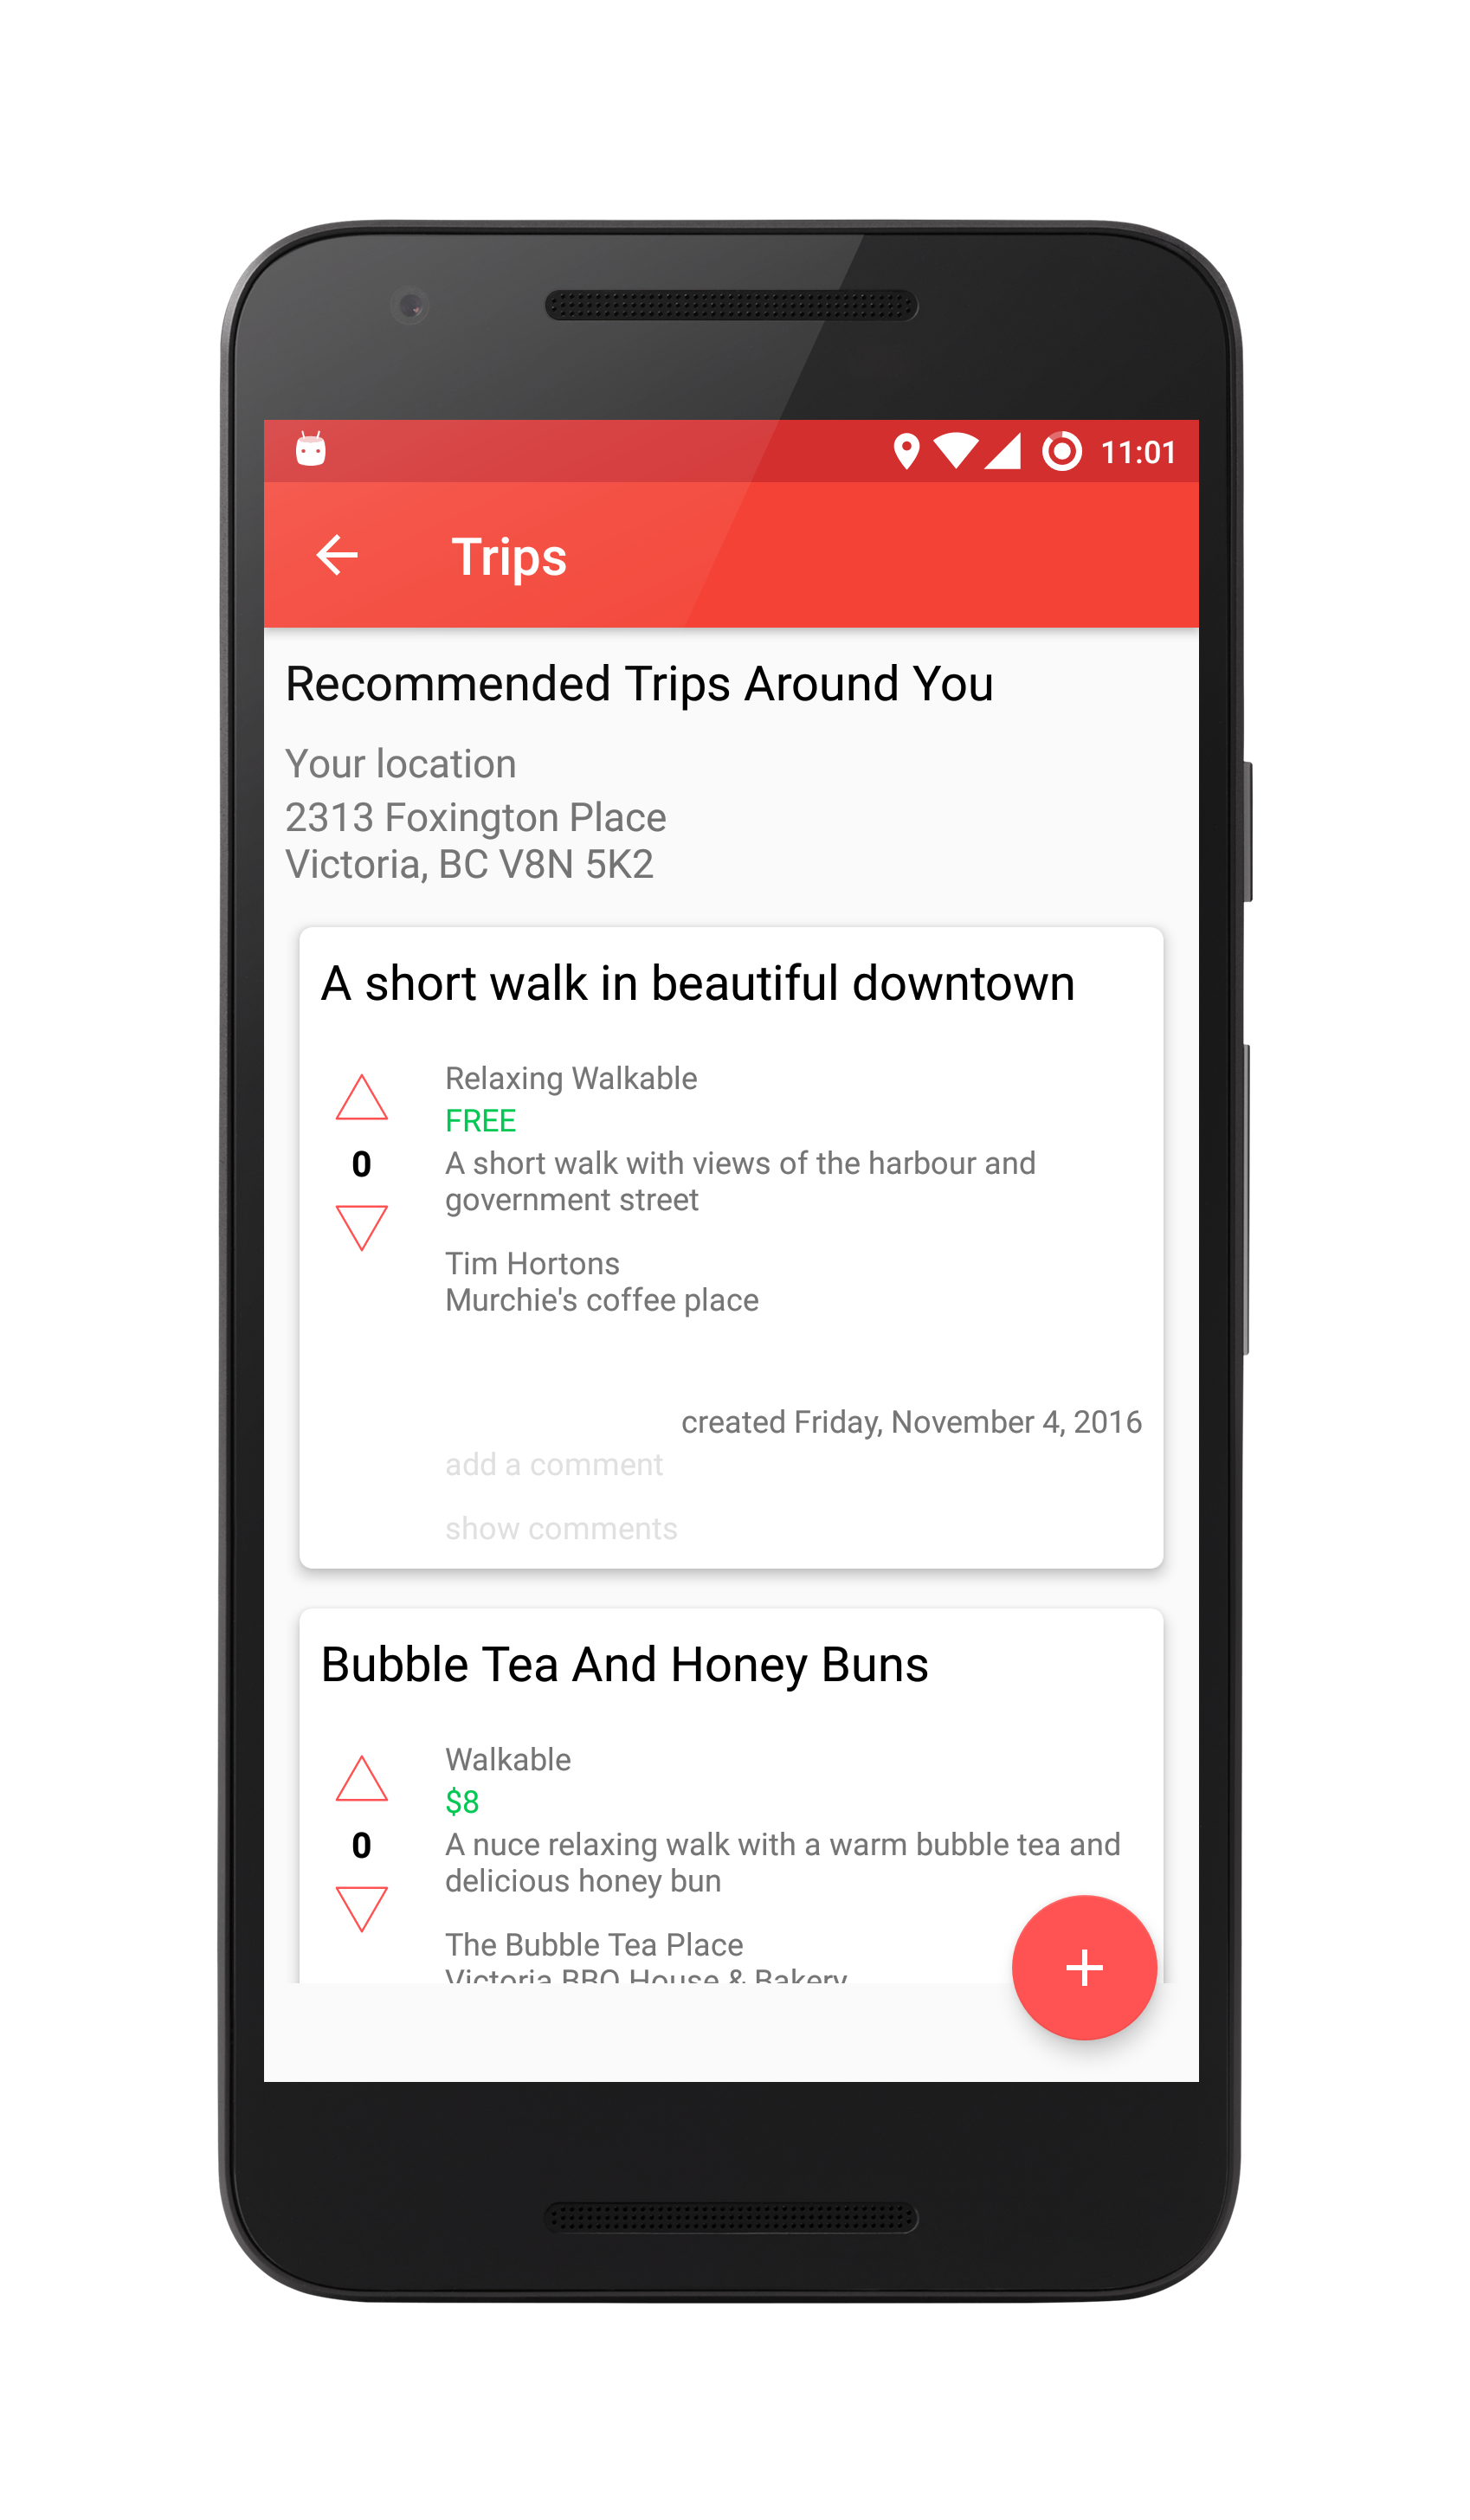 11:01
Trips
Recommended Trips Around You
Your location
2313 Foxington Place
Victoria, BC V8N 5K2
A short walk in beautiful downtown
Relaxing Walkable
FREE
0
A short walk with views of the harbour and
government street
Tim Hortons
Murchie's coffee place
created Friday, November 4, 2016
add a comment
show comments
Bubble Tea And Honey Buns
Walkable
$8
0
A nuce relaxing walk with a warm bubble tea and
delicious honey bun
The Bubble Tea Place
Victoria BBQ House & Bakery